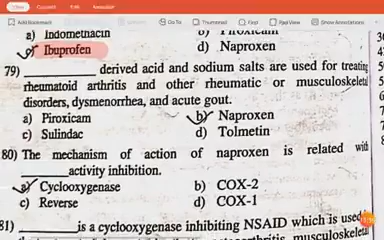 Add Bookmark Go To Thumbnail First Pad View Show Annotations
a) Indometnacin b) Piroxicam
b) Ibuprofen d) Naproxen
79) ________ derived acid and sodium salts are used for treating
rheumatoid arthritis and other rheumatic or musculoskeletal
disorders, dysmenorrhea, and acute gout.
a) Piroxicam b) Naproxen
c) Sulindac d) Tolmetin
80) The mechanism of action of naproxen is related with
________activity inhibition.
a) Cyclooxygenase b) COX-2
c) Reverse d) COX-1
81) ________is a cyclooxygenase inhibiting NSAID which is used
musculoskeletal